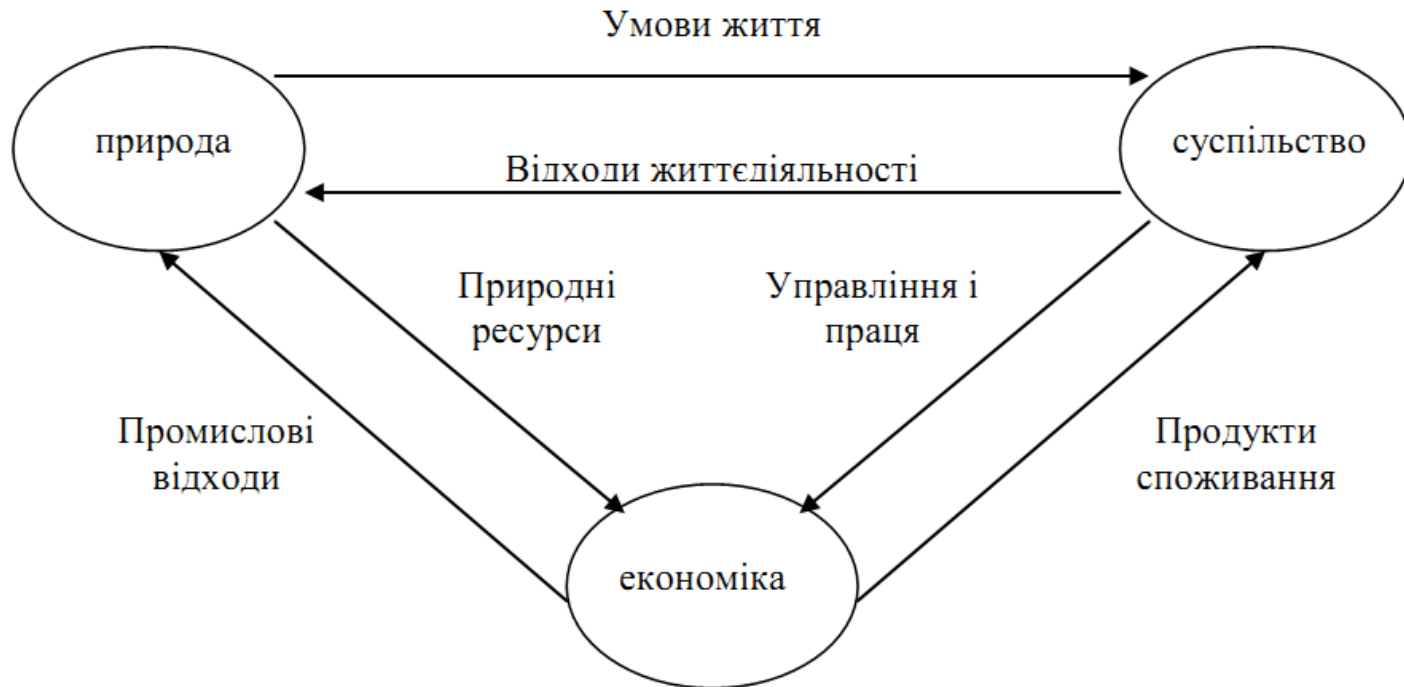 Умови життя
природа
суспільство
Відходи життєдіяльності
Природні
ресурси
Управління і
праця
Промислові
відходи
Продукти
споживання
економіка